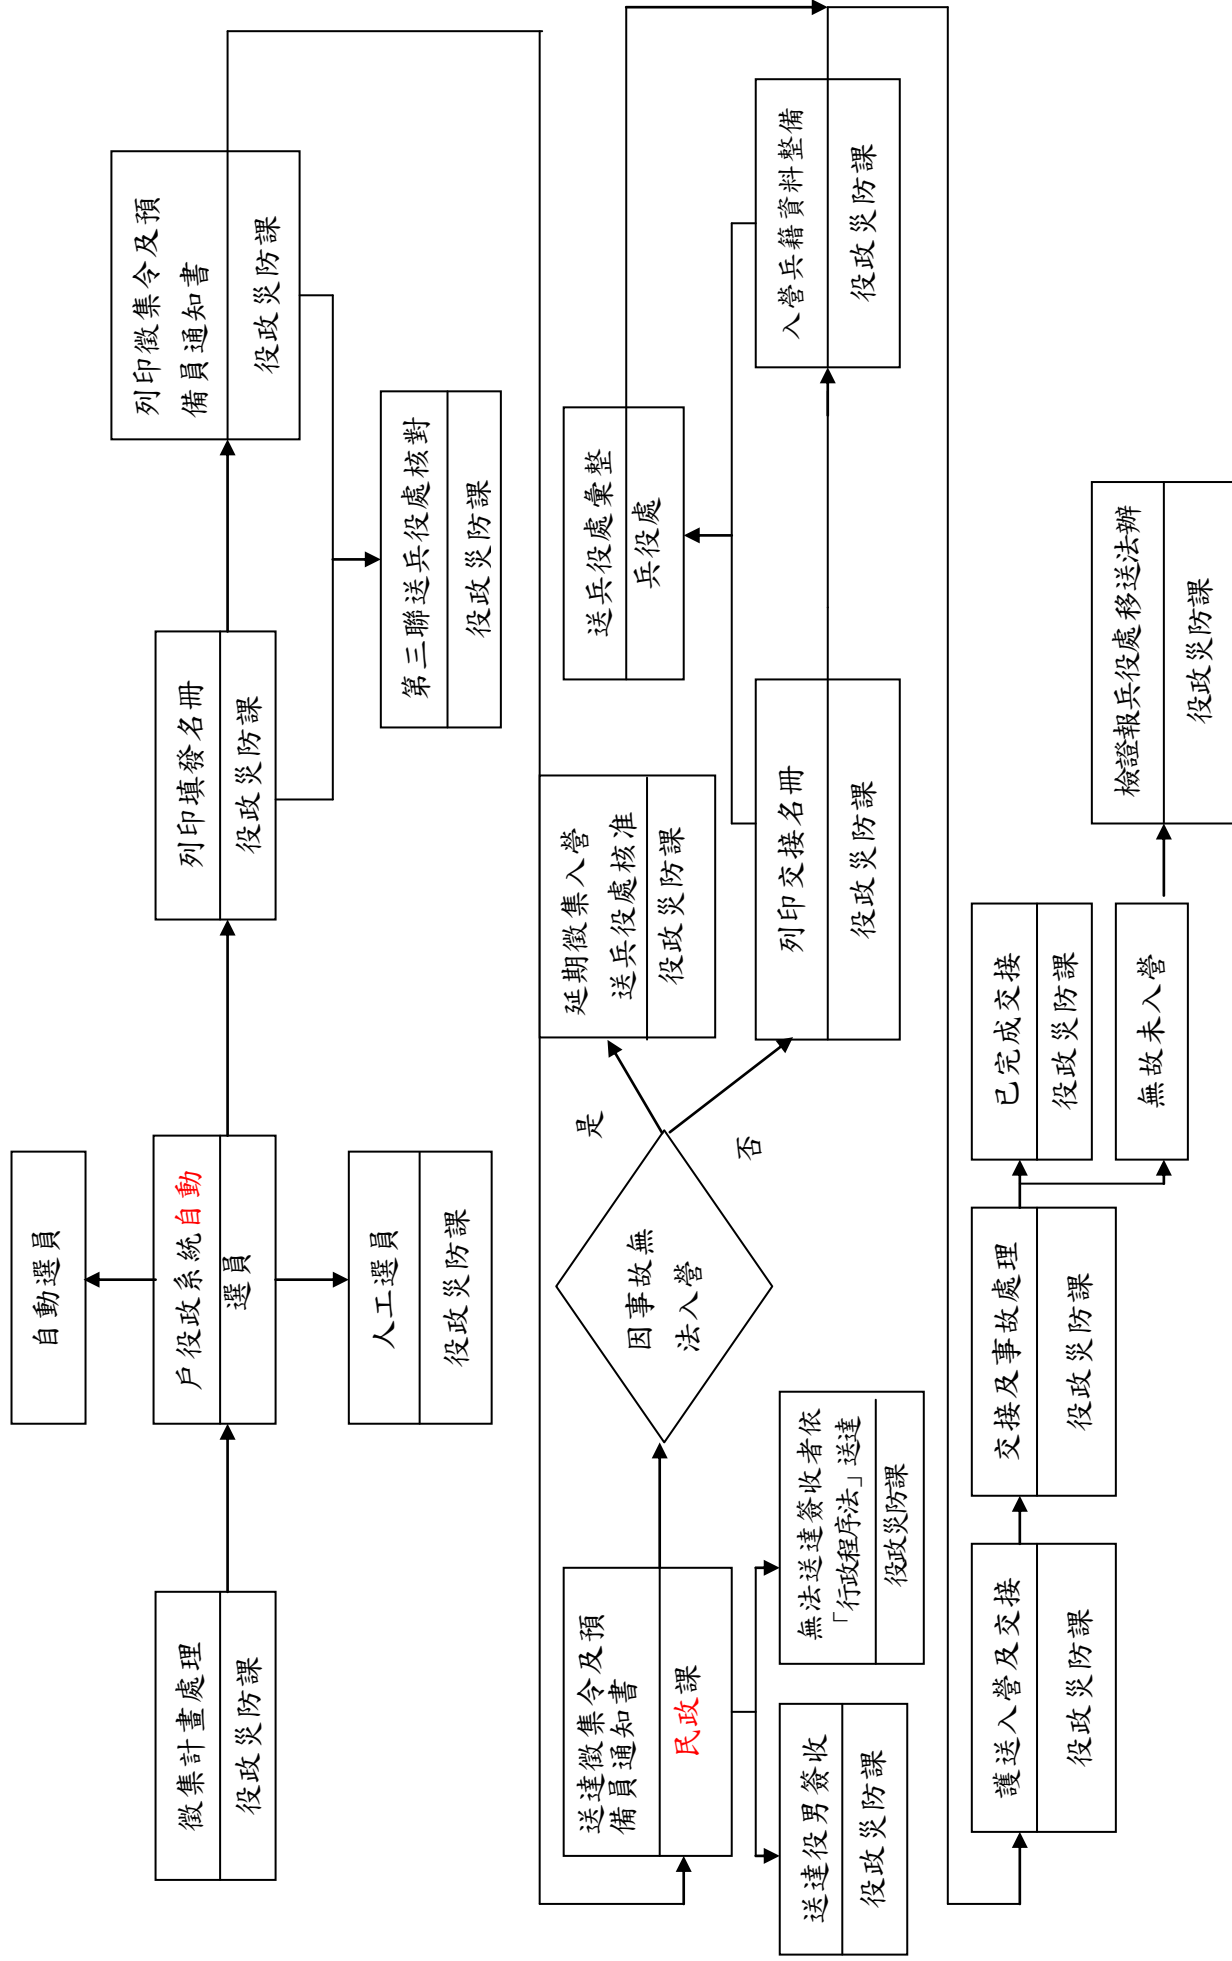 徵集計畫處理
役政災防課
自動選員
戶役政系統自動
選員
人工選員
役政災防課
列印填發名冊
役政災防課
列印徵集令及預
備員通知書
役政災防課
第三聯送兵役處核對
役政災防課
送達徵集令及預
備員通知書
民政課
送達役男簽收
役政災防課
無法送達簽收者依
「行政程序法」送達
役政災防課
因事故無
法入營
是
否
延期徵集入營
送兵役處核准
役政災防課
列印交接名冊
役政災防課
送兵役處彙整
兵役處
入營兵籍資料整備
役政災防課
護送入營及交接
役政災防課
交接及事故處理
役政災防課
已完成交接
役政災防課
無故未入營
檢證報兵役處移送法辦
役政災防課